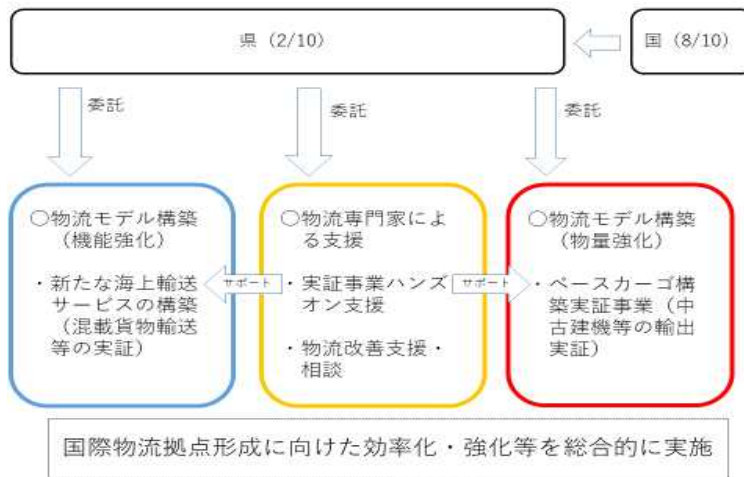 県（2/10）
国（8/10）
委託
委託
委託
○物流モデル構築
（機能強化）
・新たな海上輸送
サービスの構築
（混載貨物輸送
等の実証）
サポート
○物流専門家によ
る支援
・実証事業ハンズ
オン支援
・物流改善支援・
相談
サポート
○物流モデル構築
（物量強化）
・ベースカーゴ構
築実証事業（中
古建機等の輸出
実証）
国際物流拠点形成に向けた効率化・強化等を総合的に実施